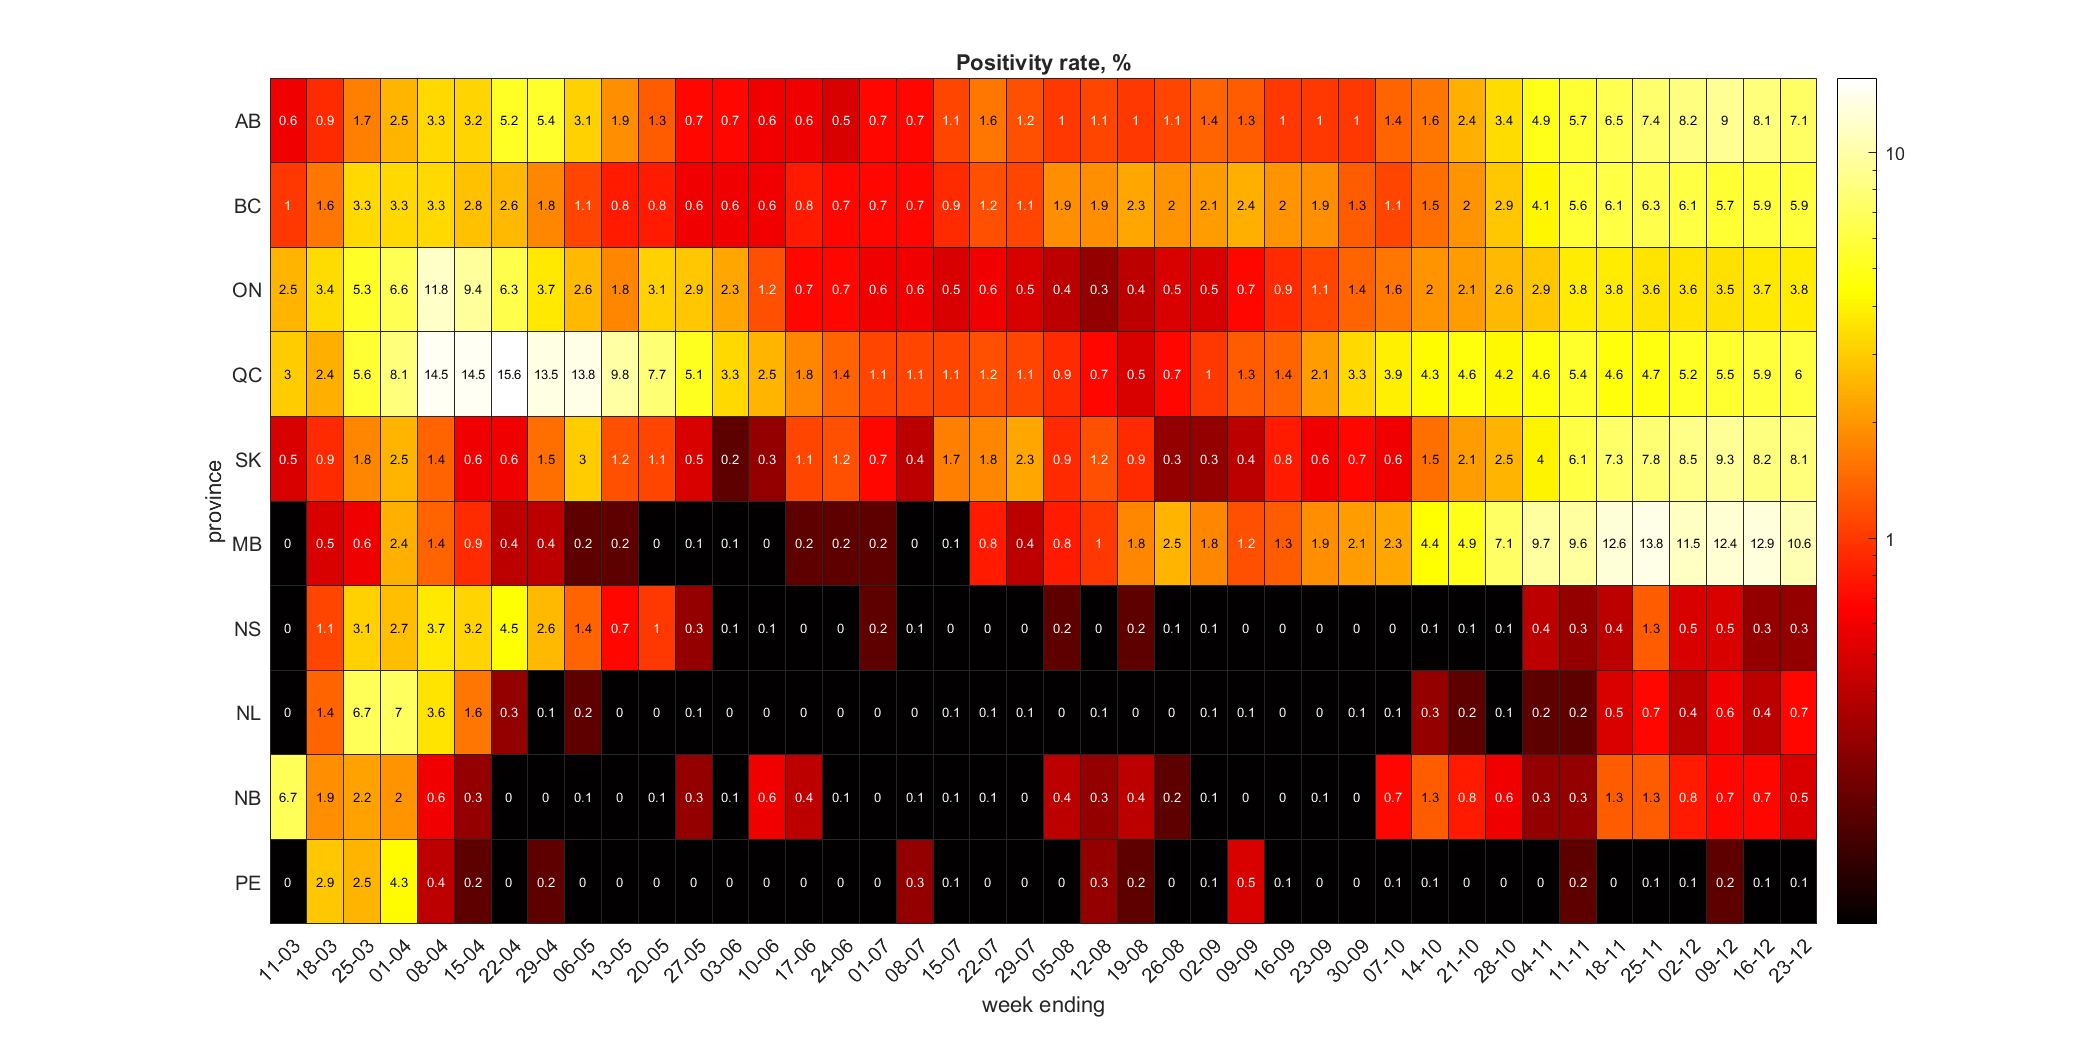 Positivity rate, %
AB 0.6 0.9 1.7 2.5 3.3 3.2 5.2 5.4 3.1 1.9 1.3 0.7 0.7 0.6 0.6 0.5 0.7 0.7 1.1 1.6 1.2 1 1.1 1 1.1 1.4 1.3 1 1 1 1.4 1.6 2.4 3.4 4.9 5.7 6.5 7.4 8.2 9 8.1 7.1
10
BC 1 1.6 3.3 3.3 3.3 2.8 2.6 1.8 1.1 0.8 0.8 0.6 0.6 0.6 0.8 0.7 0.7 0.7 0.9 1.2 1.1 1.9 1.9 2.3 2 2.1 2.4 2 1.9 1.3 1.1 1.5 2 2.9 4.1 5.6 6.1 6.3 6.1 5.7 5.9 5.9
ON 2.5 3.4 5.3 6.6 11.8 9.4 6.3 3.7 2.6 1.8 3.1 2.9 2.3 1.2 0.7 0.7 0.6 0.6 0.5 0.6 0.5 0.4 0.3 0.4 0.5 0.5 0.7 0.9 1.1 1.4 1.6 2 2.1 2.6 2.9 3.8 3.8 3.6 3.6 3.5 3.7 3.8
QC 3 2.4 5.6 8.1 14.5 14.5 15.6 13.5 13.8 9.8 7.7 5.1 3.3 2.5 1.8 1.4 1.1 1.1 1.1 1.2 1.1 0.9 0.7 0.5 0.7 1 1.3 1.4 2.1 3.3 3.9 4.3 4.6 4.2 4.6 5.4 4.6 4.7 5.2 5.5 5.9 6
SK 0.5 0.9 1.8 2.5 1.4 0.6 0.6 1.5 3 1.2 1.1 0.5 0.2 0.3 1.1 1.2 0.7 0.4 1.7 1.8 2.3 0.9 1.2 0.9 0.3 0.3 0.4 0.8 0.6 0.7 0.6 1.5 2.1 2.5 4 6.1 7.3 7.8 8.5 9.3 8.2 8.1
province
MB 0 0.5 0.6 2.4 1.4 0.9 0.4 0.4 0.2 0.2 0 0.1 0.1 0 0.2 0.2 0.2 0 0.1 0.8 0.4 0.8 1 1.8 2.5 1.8 1.2 1.3 1.9 2.1 2.3 4.4 4.9 7.1 9.7 9.6 12.6 13.8 11.5 12.4 12.9 10.6
1
NS 0 1.1 3.1 2.7 3.7 3.2 4.5 2.6 1.4 0.7 1 0.3 0.1 0.1 0 0 0.2 0.1 0 0 0 0.2 0 0.2 0.1 0.1 0 0 0 0 0 0.1 0.1 0.1 0.4 0.3 0.4 1.3 0.5 0.5 0.3 0.3
NL 0 1.4 6.7 7 3.6 1.6 0.3 0.1 0.2 0 0 0.1 0 0 0 0 0 0 0.1 0.1 0.1 0 0.1 0 0 0.1 0.1 0 0 0.1 0.1 0.3 0.2 0.1 0.2 0.2 0.5 0.7 0.4 0.6 0.4 0.7
NB 6.7 1.9 2.2 2 0.6 0.3 0 0 0.1 0 0.1 0.3 0.1 0.6 0.4 0.1 0 0.1 0.1 0.1 0 0.4 0.3 0.4 0.2 0.1 0 0 0.1 0 0.7 1.3 0.8 0.6 0.3 0.3 1.3 1.3 0.8 0.7 0.7 0.5
PE 0 2.9 2.5 4.3 0.4 0.2 0 0.2 0 0 0 0 0 0 0 0 0 0.3 0.1 0 0 0 0.3 0.2 0 0.1 0.5 0.1 0 0 0.1 0.1 0 0 0 0.2 0 0.1 0.1 0.2 0.1 0.1
11-03 18-03 25-03 01-04 08-04 15-04 22-04 29-04 06-05 13-05 20-05 27-05 03-06 10-06 17-06 24-06 01-07 08-07 15-07 22-07 29-07 05-08 12-08 19-08 26-08 02-09 09-09 16-09 23-09 30-09 07-10 14-10 21-10 28-10 04-11 11-11 18-11 25-11 02-12 09-12 16-12 23-12
week ending